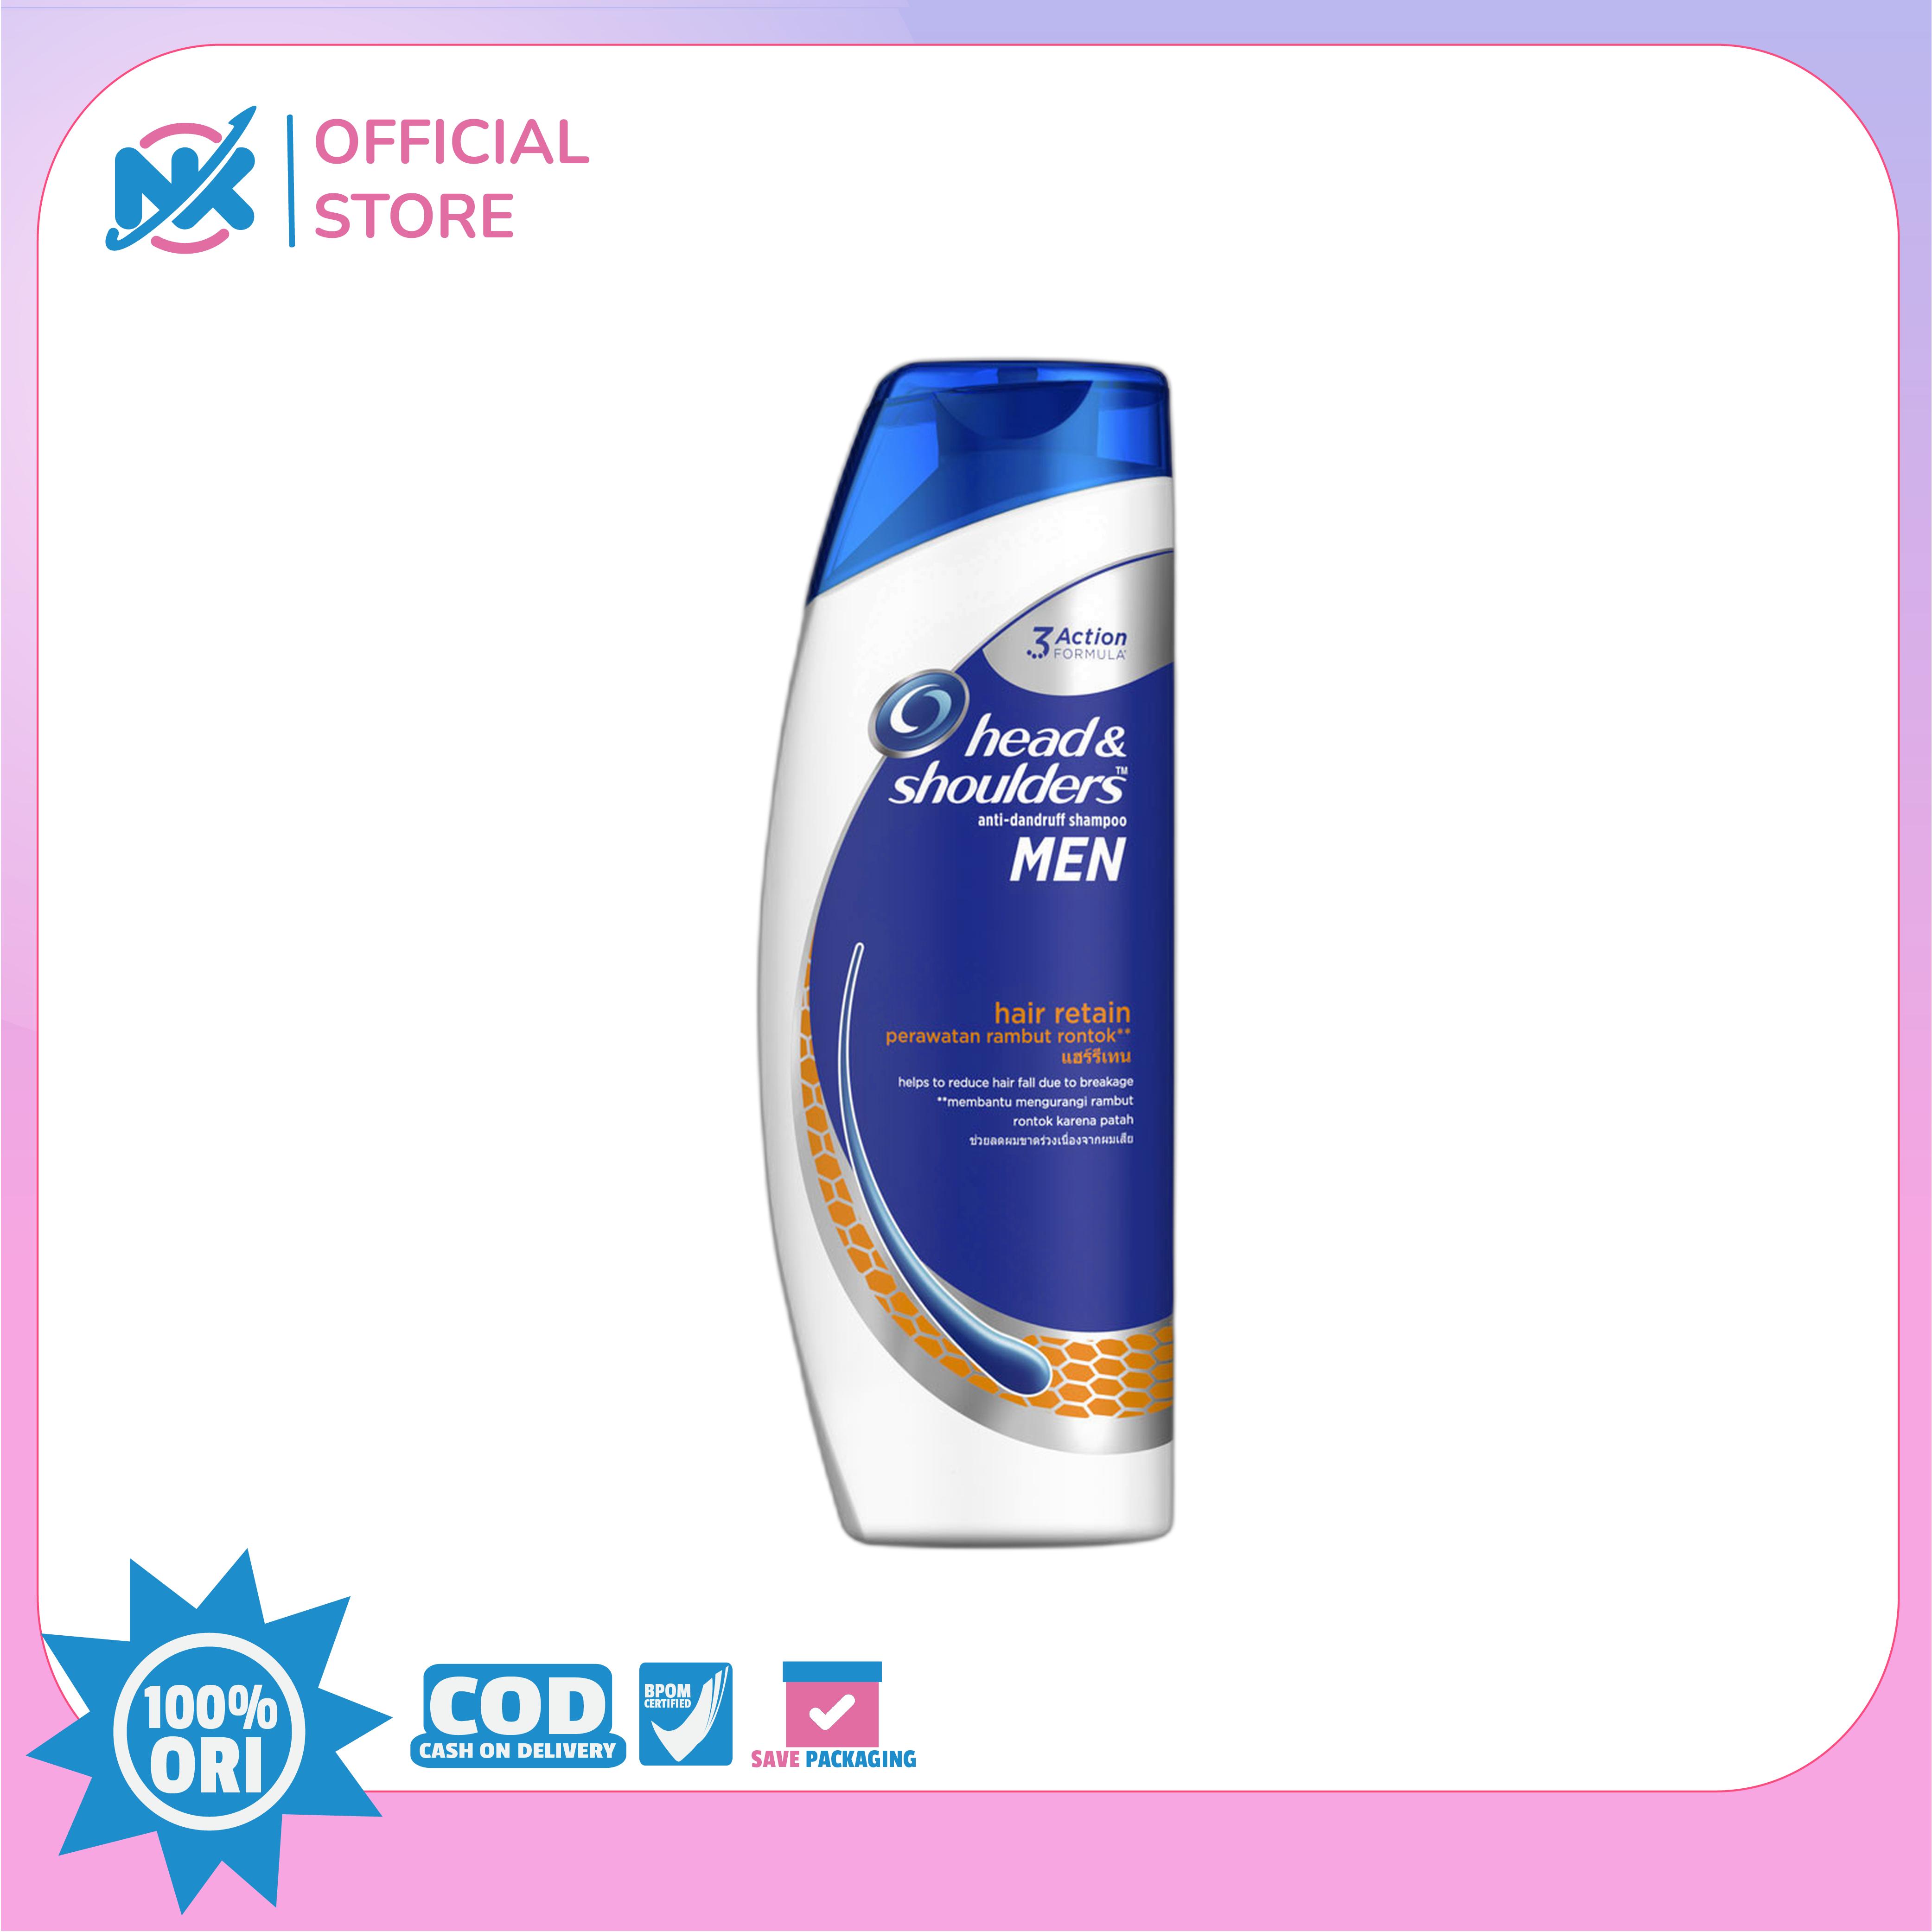 NK
OFFICIAL
STORE
3 Action
FORMULA*
head &
shoulders™
anti-dandruff shampoo
MEN
hair retain
perawatan rambut rontok**
แฮร์รีเทน
helps to reduce hair fall due to breakage
**membantu mengurangi rambut
rontok karena patah
ช่วยลดผมขาดร่วงเนื่องจากผมเสีย
100%
ORI
COD
CASH ON DELIVERY
BPOM
CERTIFIED
SAVE PACKAGING